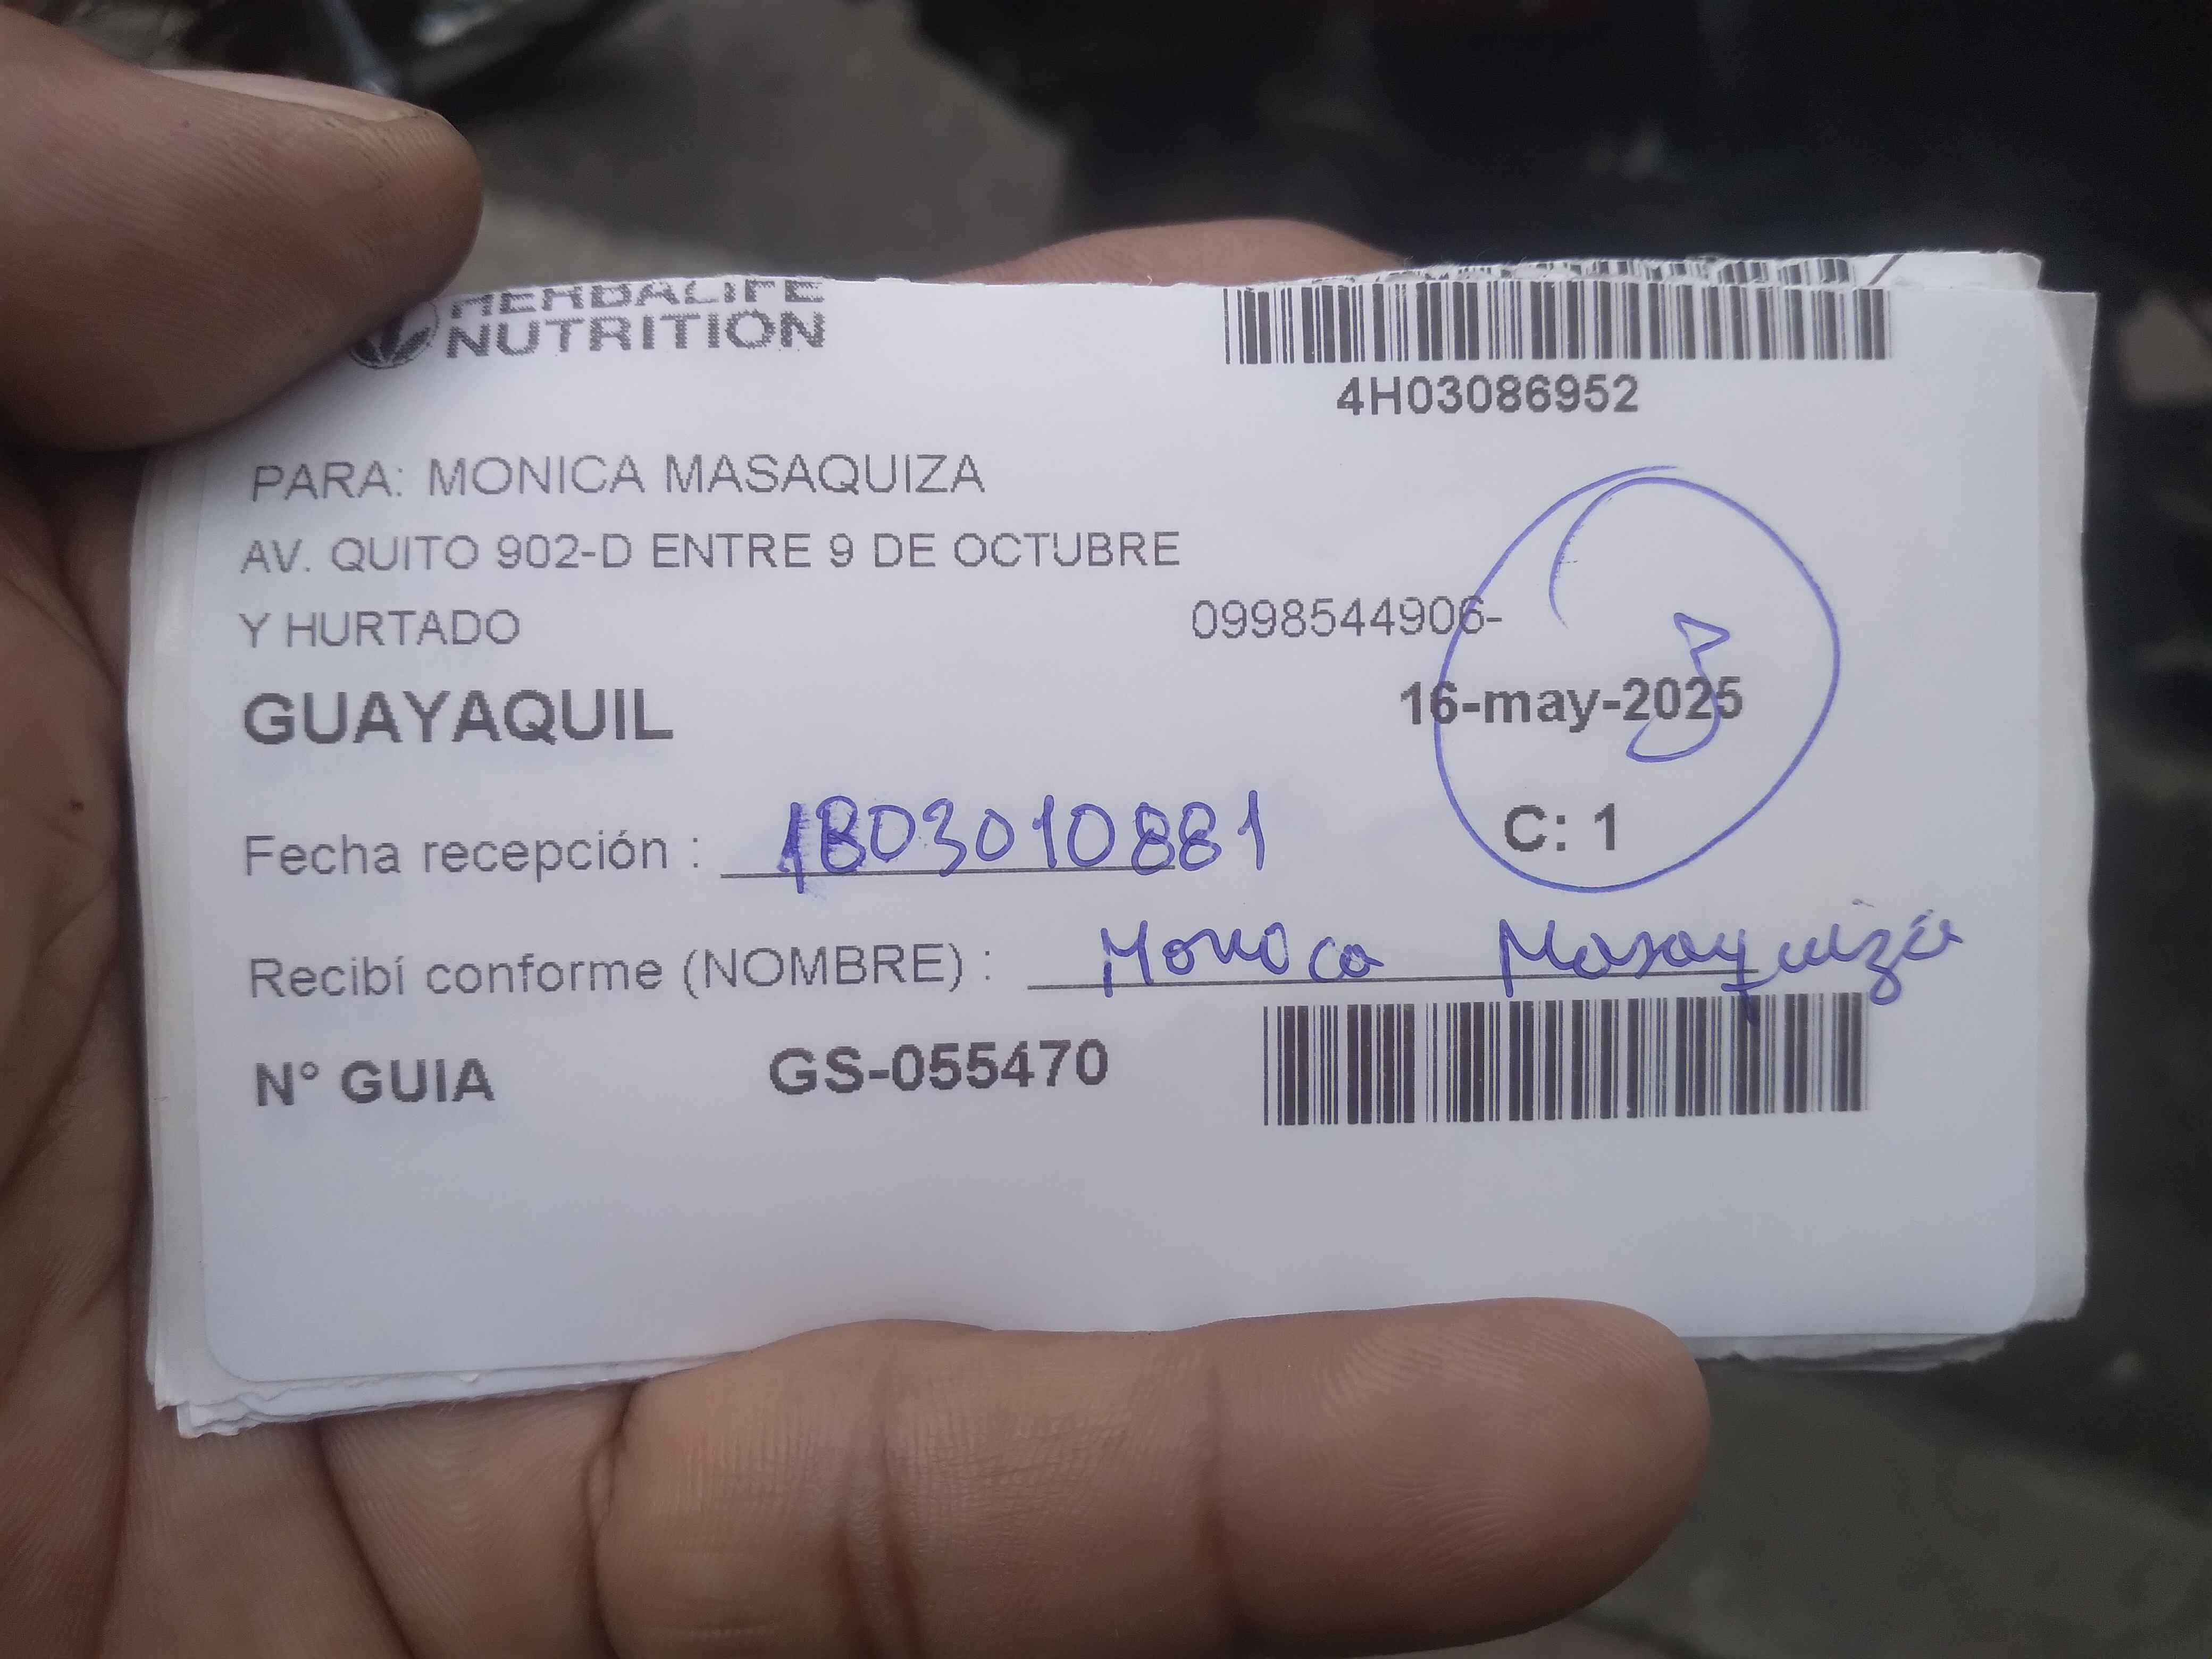 HERBALIFE
NUTRITION
4H03086952
PARA: MONICA MASAQUIZA
AV. QUITO 902-D ENTRE 9 DE OCTUBRE
Y HURTADO
0998544906-
GUAYAQUIL
16-may-2025
C: 1
Fecha recepción : 1803010881
Recibí conforme (NOMBRE) : Monica Masaquiza
N° GUIA GS-055470